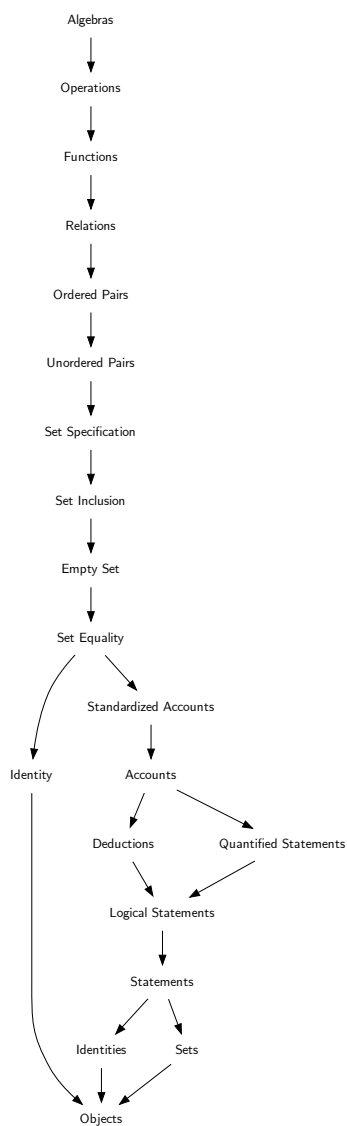 Algebras
Operations
Functions
Relations
Ordered Pairs
Unordered Pairs
Set Specification
Set Inclusion
Empty Set
Set Equality
Standardized Accounts
Identity
Accounts
Deductions
Quantified Statements
Logical Statements
Statements
Identities
Sets
Objects